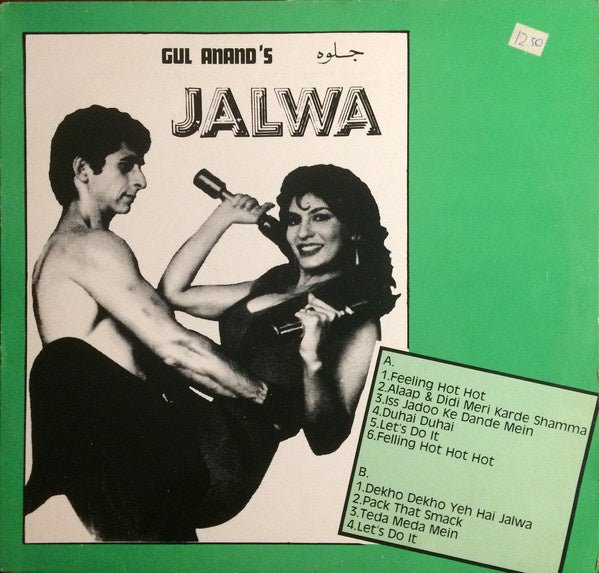 12.50
GUL ANAND'S
جلوه
JALWA
A.
1.Feeling Hot Hot
2.Alaap & Didi Meri Karde Shamma
3.Iss Jadoo Ke Dande Mein
4.Duhai Duhai
5.Let's Do It
6.Felling Hot Hot Hot
B.
1.Dekho Dekho Yeh Hai Jalwa
2.Pack That Smack
3.Teda Meda Mein
4.Let's Do It